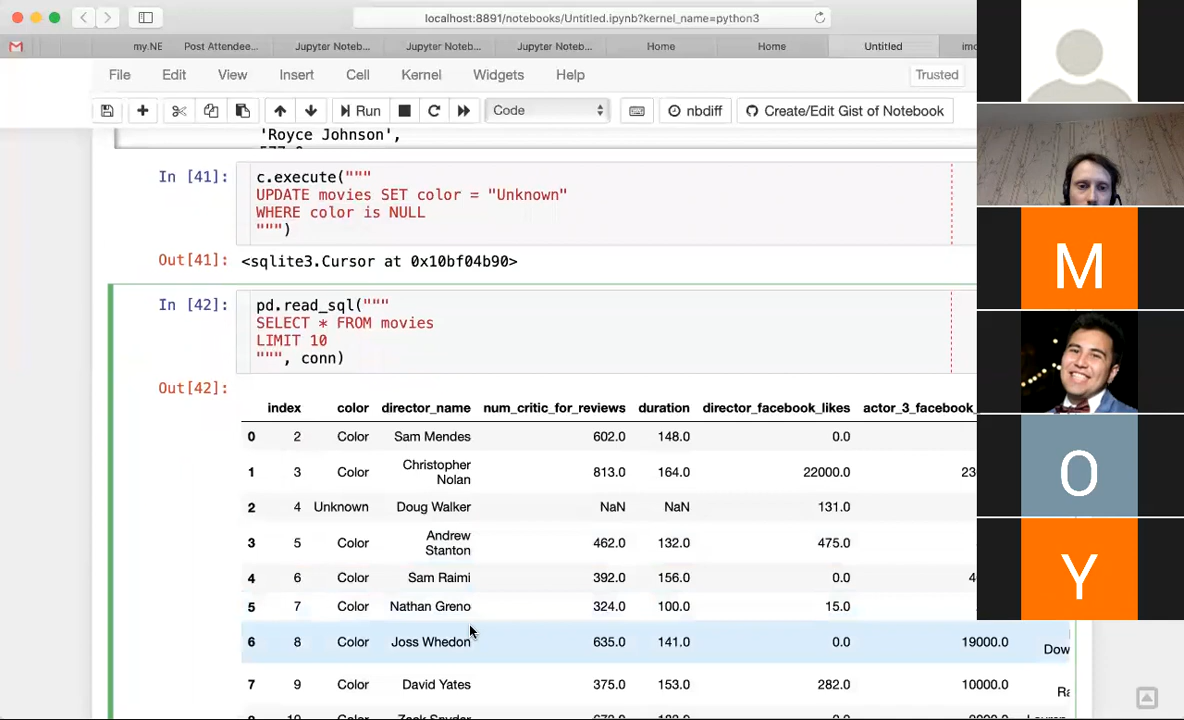 localhost:8891/notebooks/Untitled.ipynb?kernel_name=python3
my.NE Post Attendee... Jupyter Noteb... Jupyter Noteb... Jupyter Noteb... Home Home Untitled
File Edit View Insert Cell Kernel Widgets Help Trusted
Run Code nbdiff Create/Edit Gist of Notebook
'Royce Johnson',
In [41]: c.execute("""
UPDATE movies SET color = "Unknown"
WHERE color is NULL
""")
Out[41]: <sqlite3.Cursor at 0x10bf04b90>
In [42]: pd.read_sql("""
SELECT * FROM movies
LIMIT 10
""", conn)
Out[42]:
index color director_name num_critic_for_reviews duration director_facebook_likes actor_3_facebook_
0 2 Color Sam Mendes 602.0 148.0 0.0
1 3 Color Christopher Nolan 813.0 164.0 22000.0 23
2 4 Unknown Doug Walker NaN NaN 131.0
3 5 Color Andrew Stanton 462.0 132.0 475.0
4 6 Color Sam Raimi 392.0 156.0 0.0 4
5 7 Color Nathan Greno 324.0 100.0 15.0
6 8 Color Joss Whedon 635.0 141.0 0.0 19000.0 Dow
7 9 Color David Yates 375.0 153.0 282.0 10000.0 Ra
M
O
Y